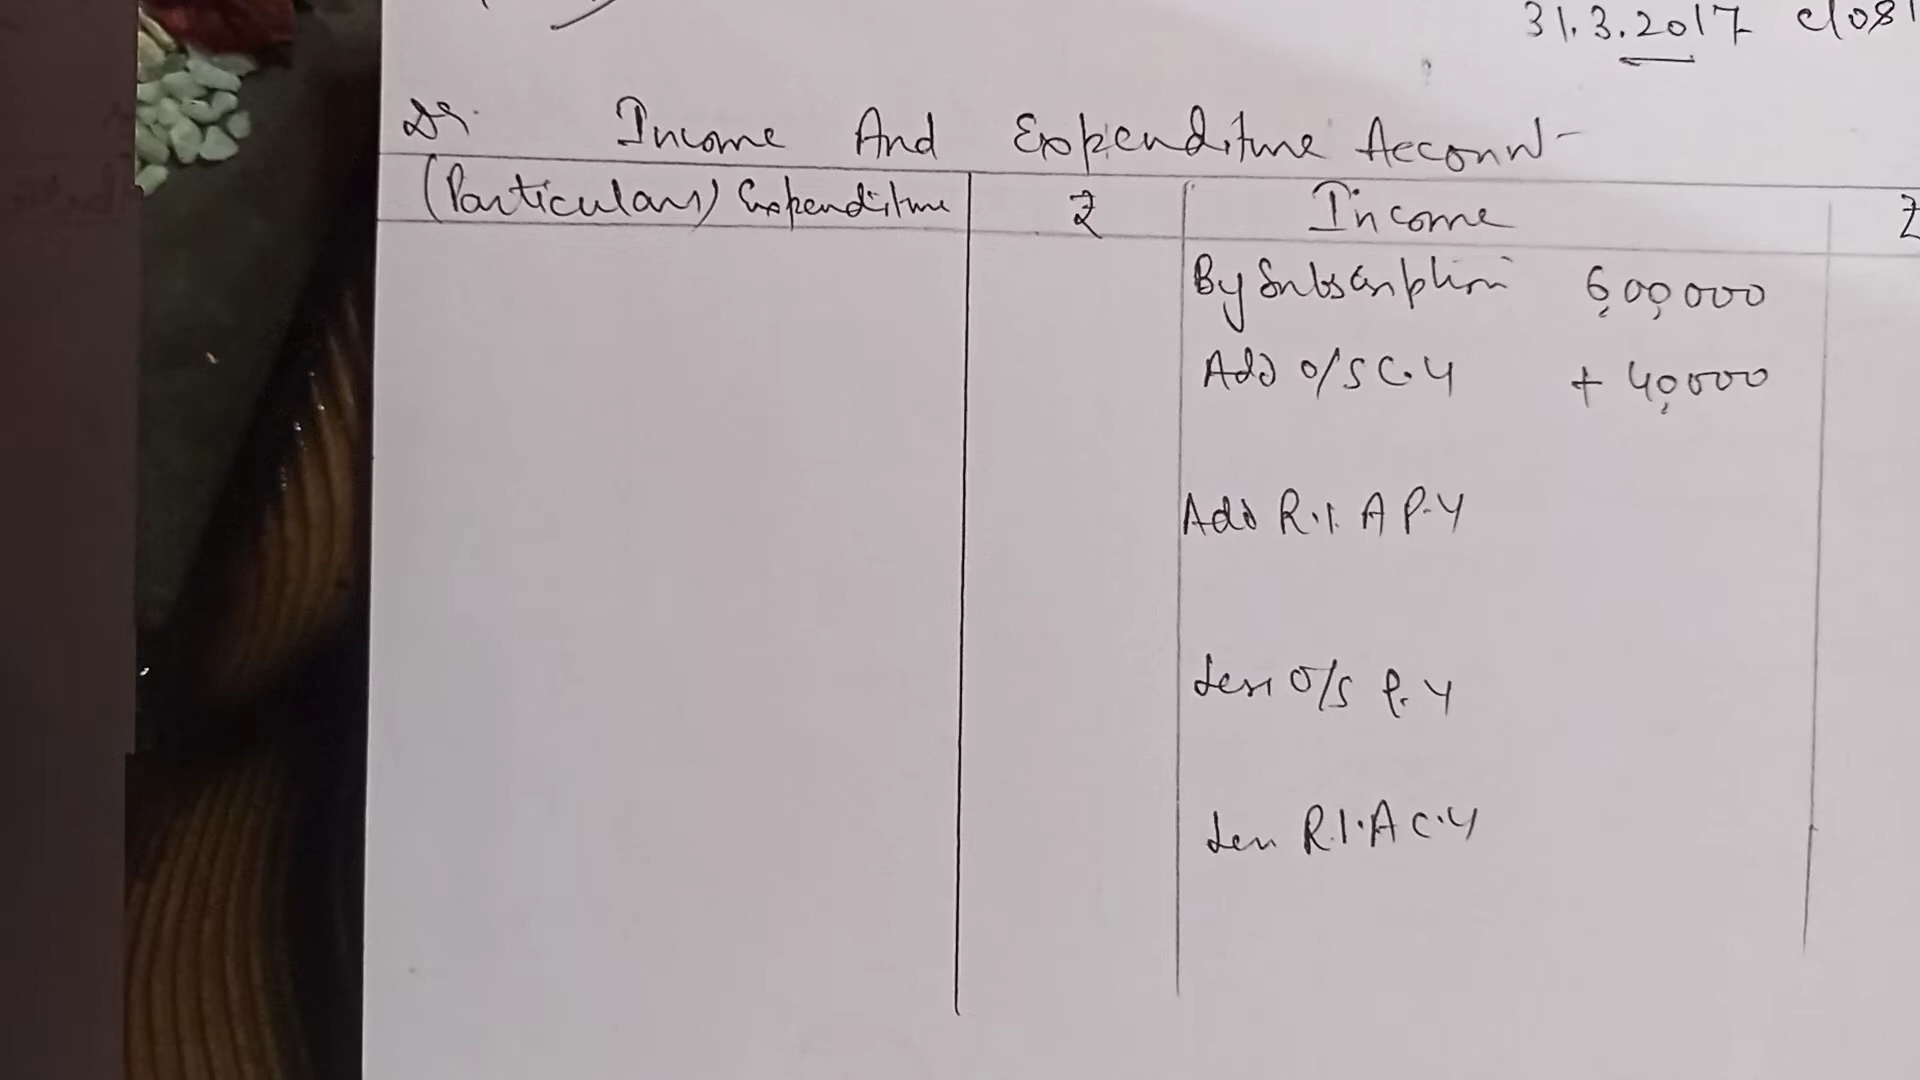 31.3.2017 closi
Dr. Income And Expenditure Account
(Particulars) Expenditure ₹ Income ₹
By Subscription 6,00,000
Add O/S C.Y + 40,000
Add R.I.A P.Y
Less O/S P.Y
Less R.I.A C.Y